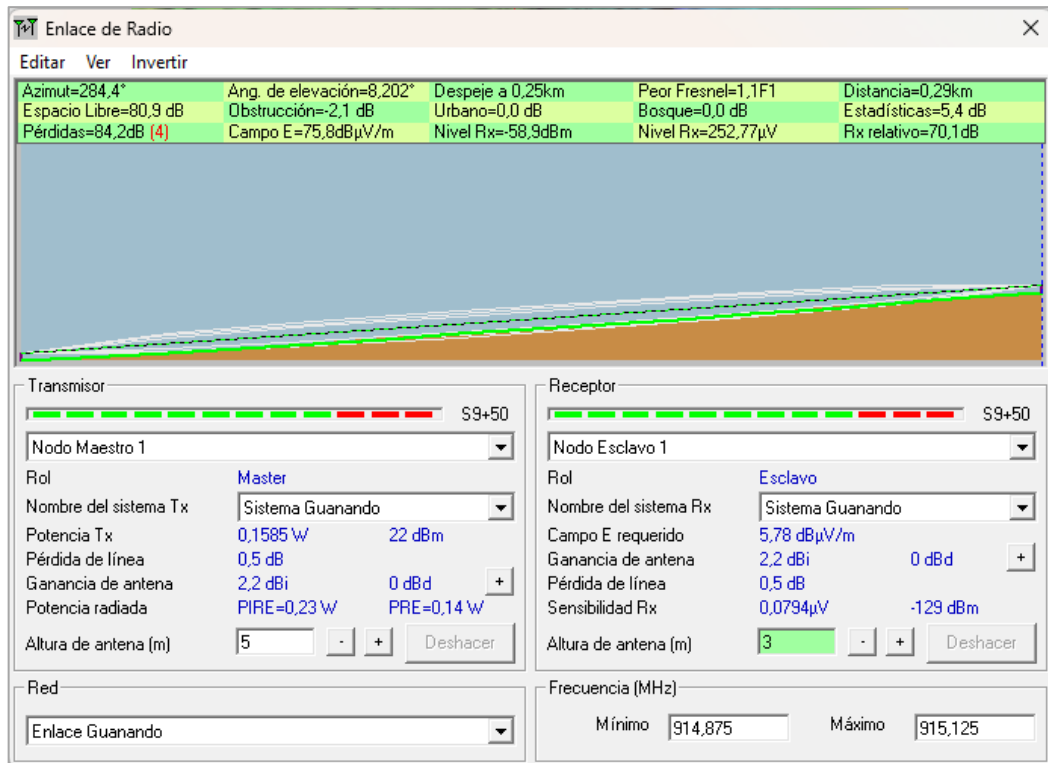 Enlace de Radio
Editar Ver Invertir
Azimut=284,4° Ang. de elevación=8,202° Despeje a 0,25km Peor Fresnel=1,1F1 Distancia=0,29km
Espacio Libre=80,9 dB Obstrucción=-2,1 dB Urbano=0,0 dB Bosque=0,0 dB Estadísticas=5,4 dB
Pérdidas=84,2dB (4) Campo E=75,8dBµV/m Nivel Rx=-58,9dBm Nivel Rx=252,77µV Rx relativo=70,1dB
Transmisor
S9+50
Nodo Maestro 1
Rol Master
Nombre del sistema Tx Sistema Guanando
Potencia Tx 0,1585 W 22 dBm
Pérdida de línea 0,5 dB
Ganancia de antena 2,2 dBi 0 dBd +
Potencia radiada PIRE=0,23 W PRE=0,14 W
Altura de antena (m) 5 - + Deshacer
Red
Enlace Guanando
Receptor
S9+50
Nodo Esclavo 1
Rol Esclavo
Nombre del sistema Rx Sistema Guanando
Campo E requerido 5,78 dBµV/m
Ganancia de antena 2,2 dBi 0 dBd +
Pérdida de línea 0,5 dB
Sensibilidad Rx 0,0794µV -129 dBm
Altura de antena (m) 3 - + Deshacer
Frecuencia (MHz)
Mínimo 914,875 Máximo 915,125